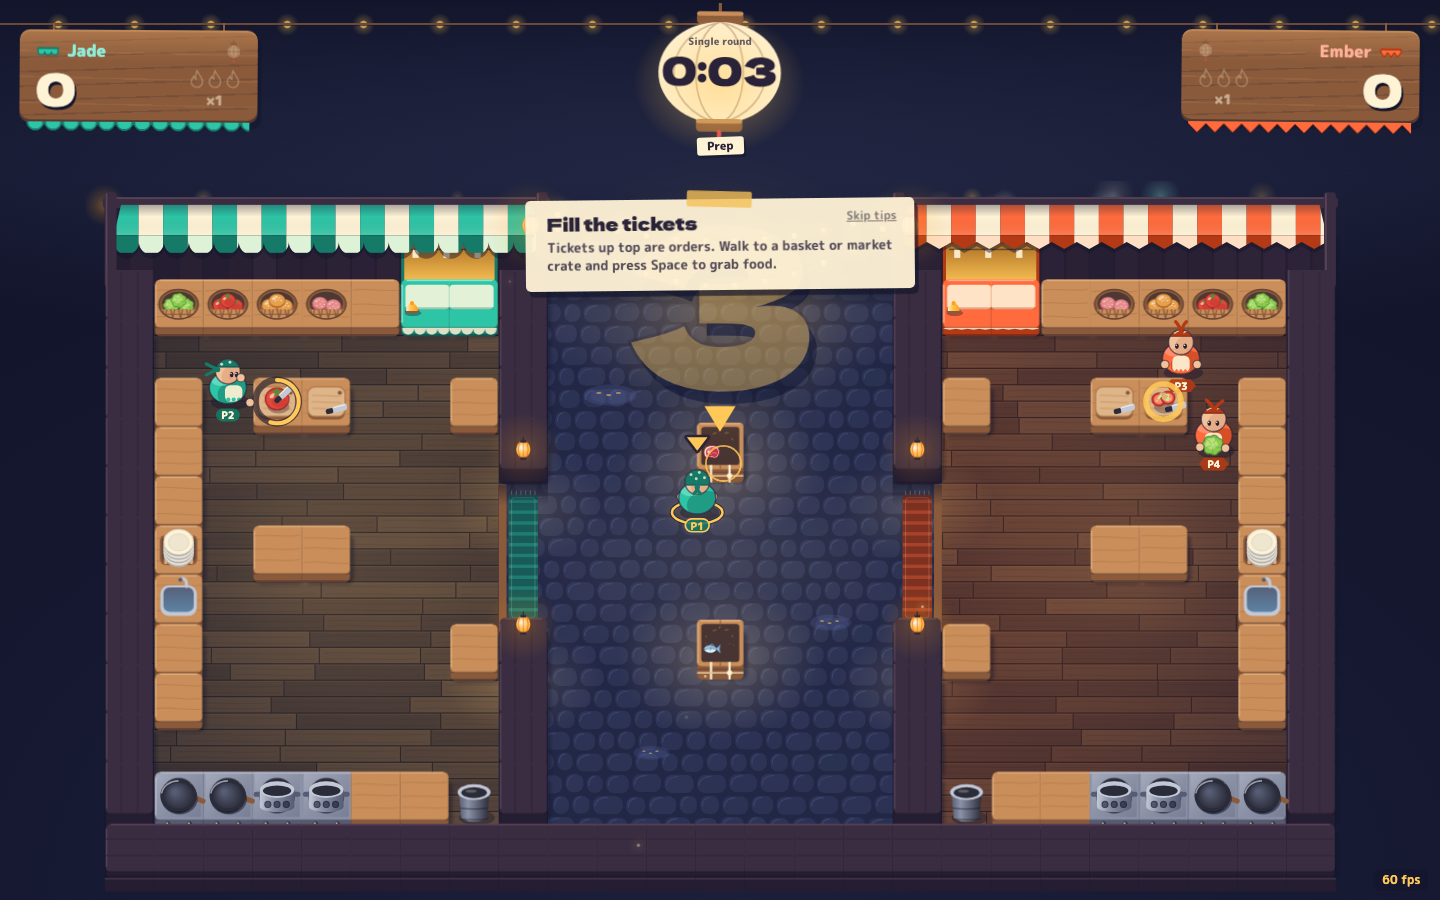 Jade
0
×1
Single round
0:03
Prep
Ember
×1
0
Fill the tickets
Skip tips
Tickets up top are orders. Walk to a basket or market
crate and press Space to grab food.
3
P2
P3
P4
P1
60 fps